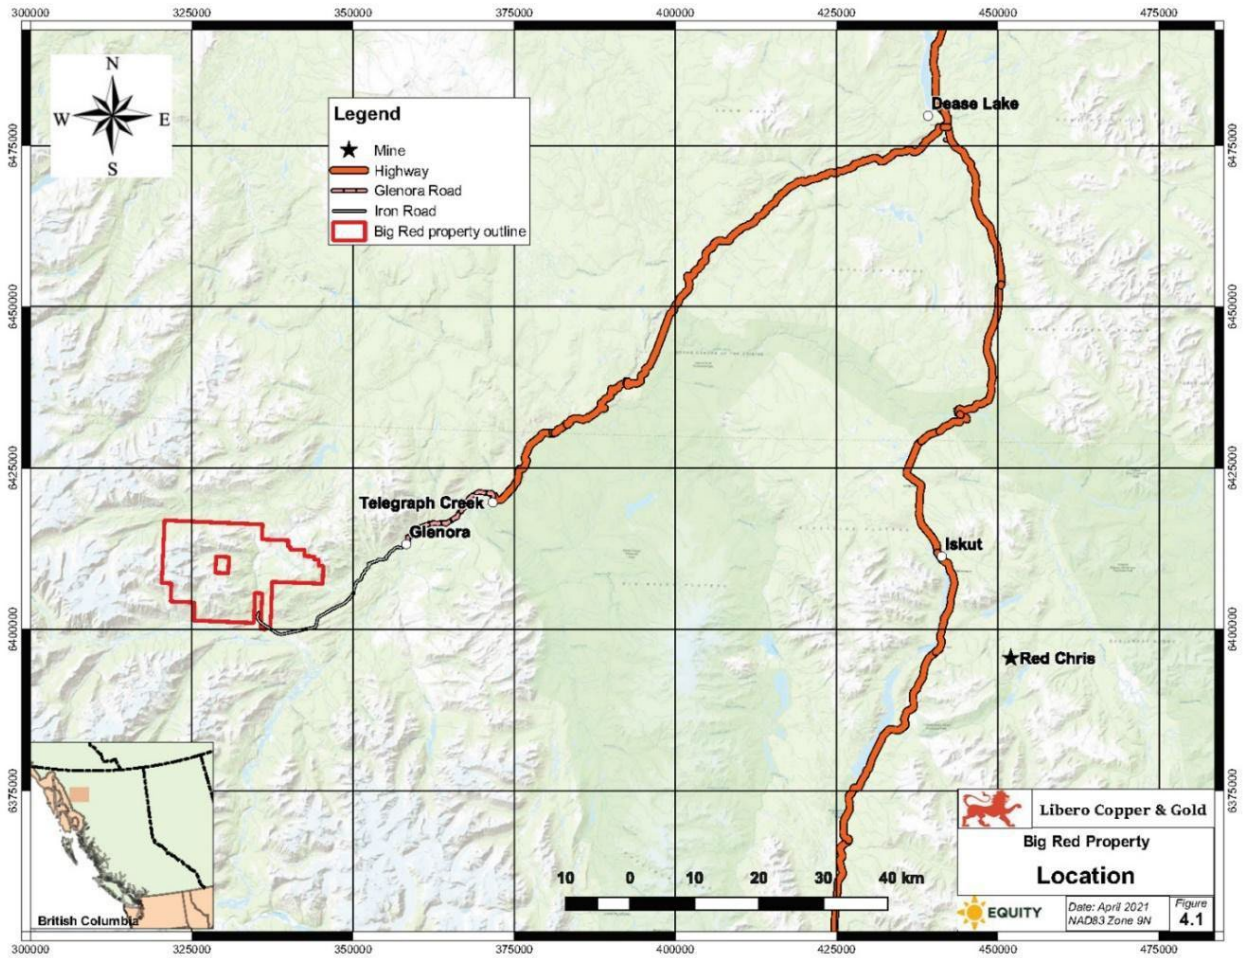 300000 325000 350000 375000 400000 425000 450000 475000
N
W E
S
Legend
Mine
Highway
Glenora Road
Iron Road
Big Red property outline
Dease Lake
6475000 6475000
6450000 6450000
6425000 6425000
Telegraph Creek
Glenora
Iskut
6400000 6400000
Red Chris
6375000 6375000
British Columbia
10 0 10 20 30 40 km
Libero Copper & Gold
Big Red Property
Location
EQUITY
Date: April 2021
NAD83 Zone 9N
Figure
4.1
300000 325000 350000 375000 400000 425000 450000 475000